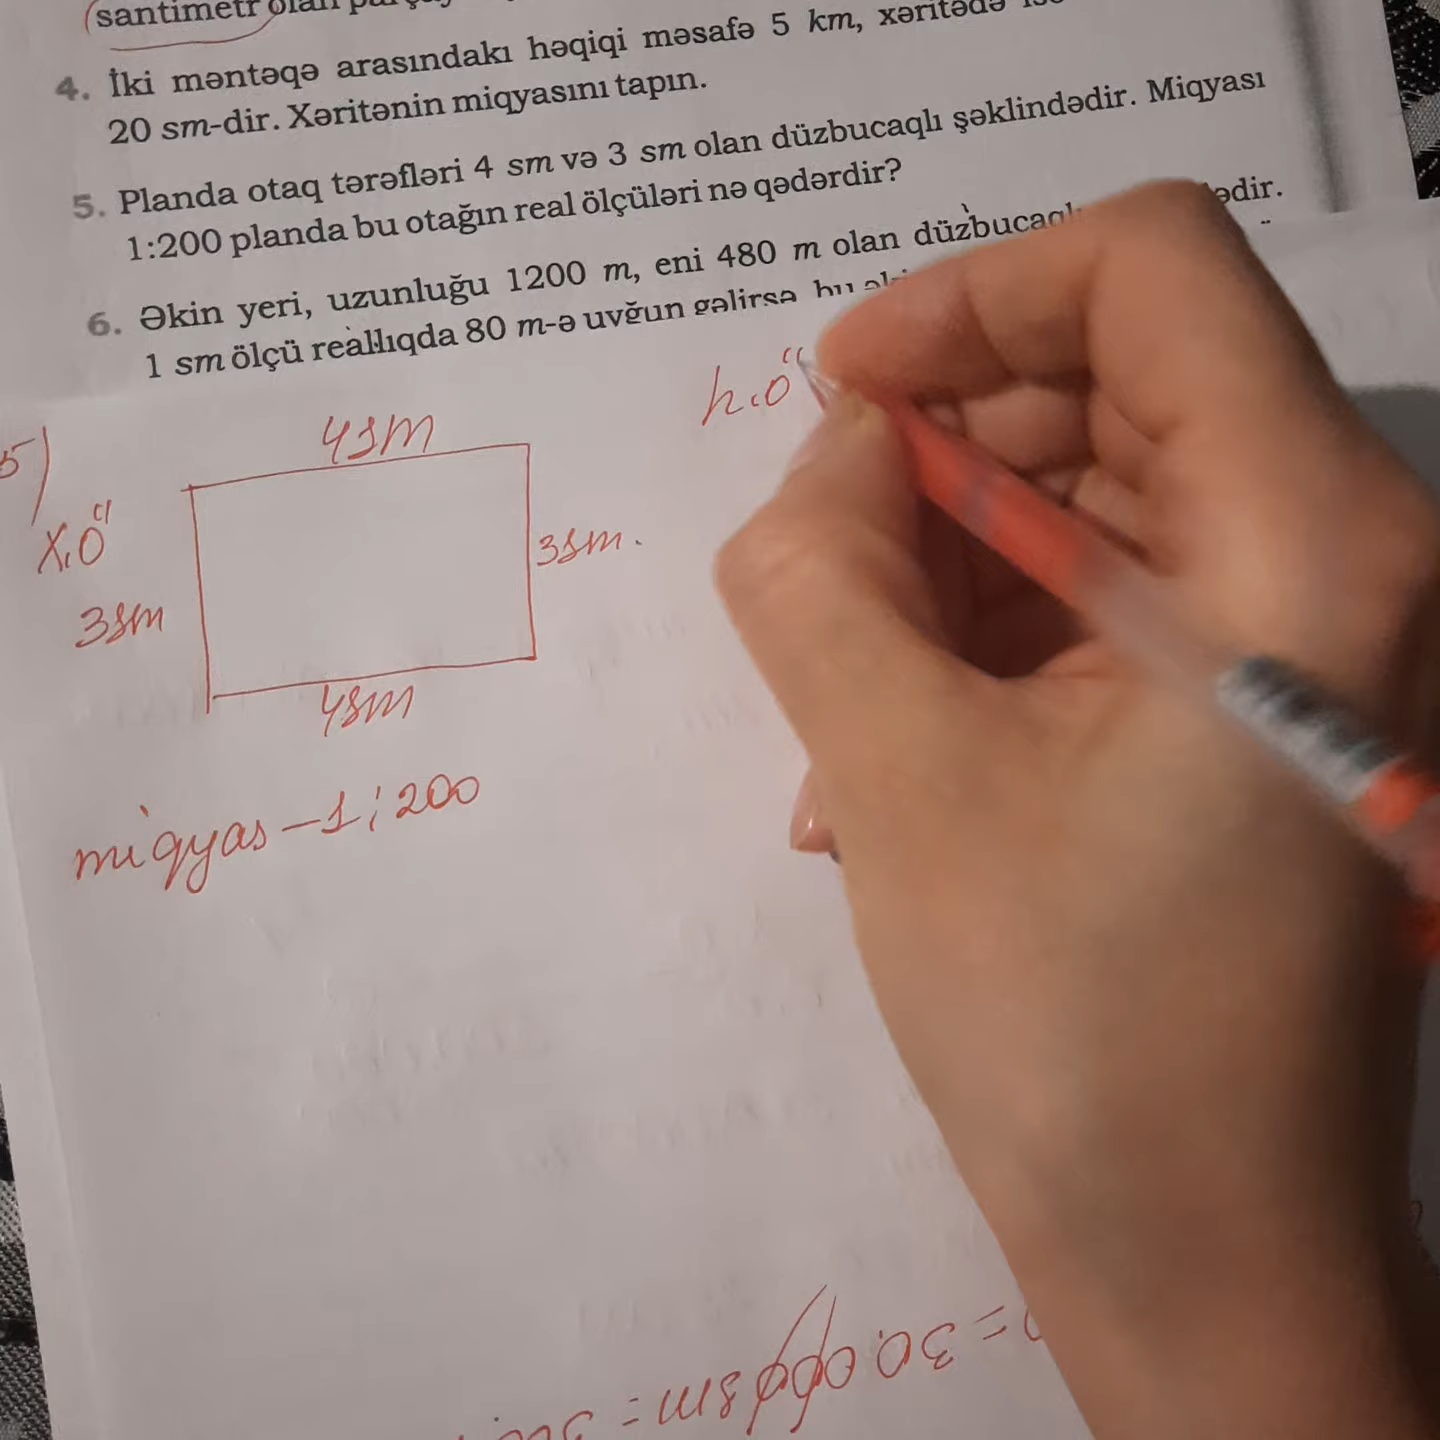 santimetr olan
4. İki məntəqə arasındakı həqiqi məsafə 5 km, xəritədə
20 sm-dir. Xəritənin miqyasını tapın.
5. Planda otaq tərəfləri 4 sm və 3 sm olan düzbucaqlı şəklindədir. Miqyası
1:200 planda bu otağın real ölçüləri nə qədərdir?
6. Əkin yeri, uzunluğu 1200 m, eni 480 m olan
1 sm ölçü reallıqda 80 m-ə uyğun gəlirsə, bu
5)
4sm
h.ö
x.ö
3sm.
3sm
4sm
miqyas – 1:200